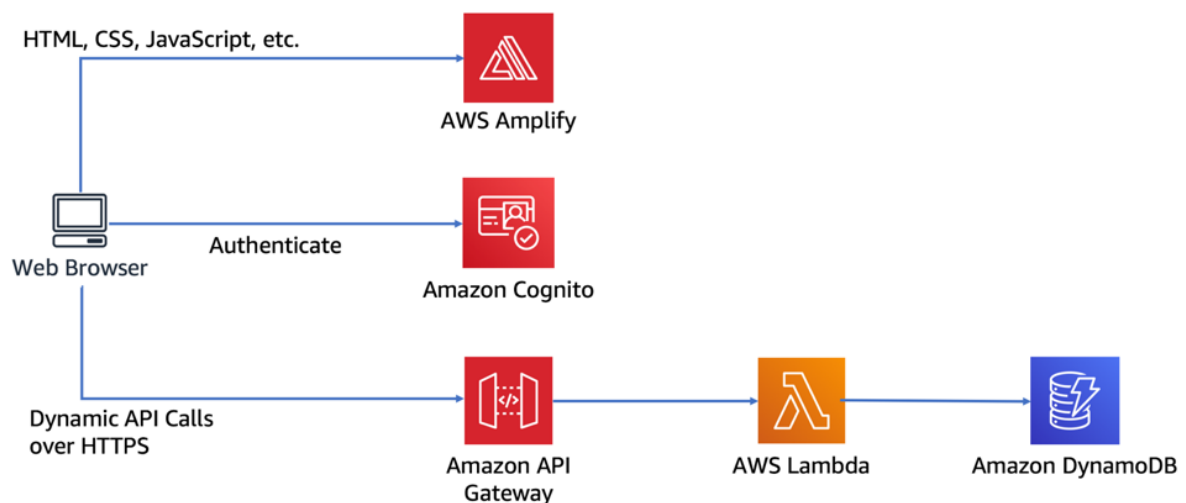 HTML, CSS, JavaScript, etc.
AWS Amplify
Web Browser
Authenticate
Amazon Cognito
Dynamic API Calls
over HTTPS
</>
Amazon API
Gateway
AWS Lambda
Amazon DynamoDB